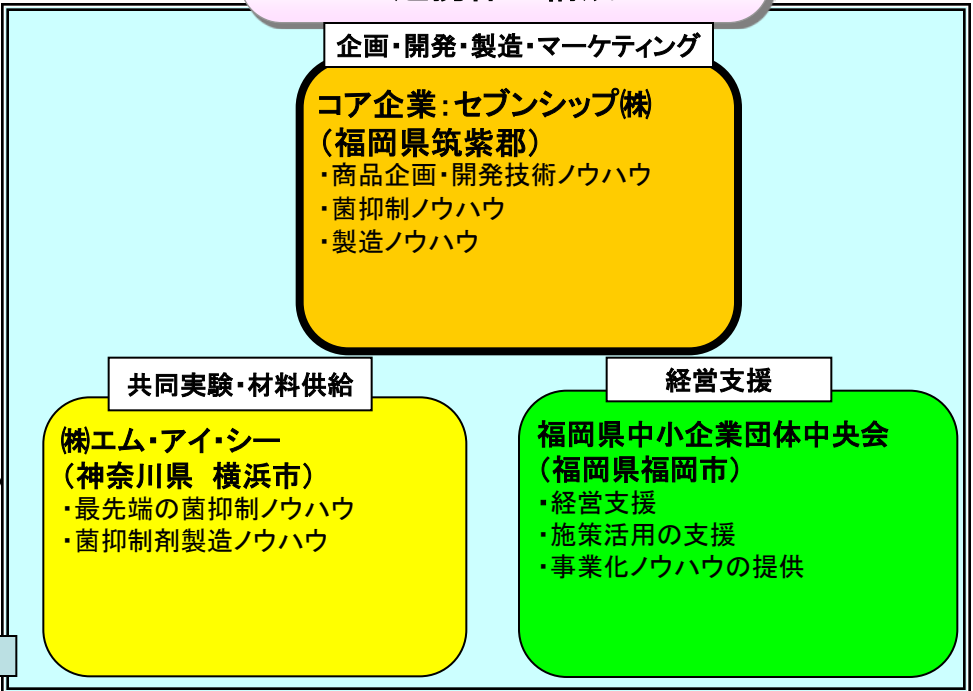 企画・開発・製造・マーケティング
コア企業：セブンシップ㈱
（福岡県筑紫郡）
・商品企画・開発技術ノウハウ
・菌抑制ノウハウ
・製造ノウハウ
共同実験・材料供給
㈱エム・アイ・シー
（神奈川県　横浜市）
・最先端の菌抑制ノウハウ
・菌抑制剤製造ノウハウ
経営支援
福岡県中小企業団体中央会
（福岡県福岡市）
・経営支援
・施策活用の支援
・事業化ノウハウの提供